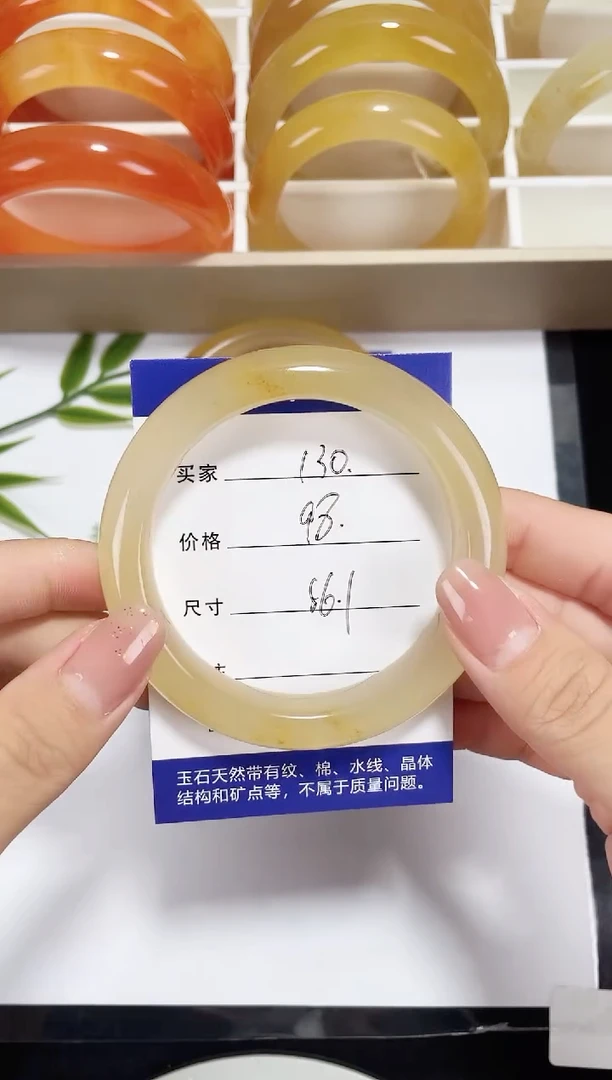 买家 130.
价格 98.
尺寸 56.1
玉石天然带有纹、棉、水线、晶体
结构和矿点等，不属于质量问题。